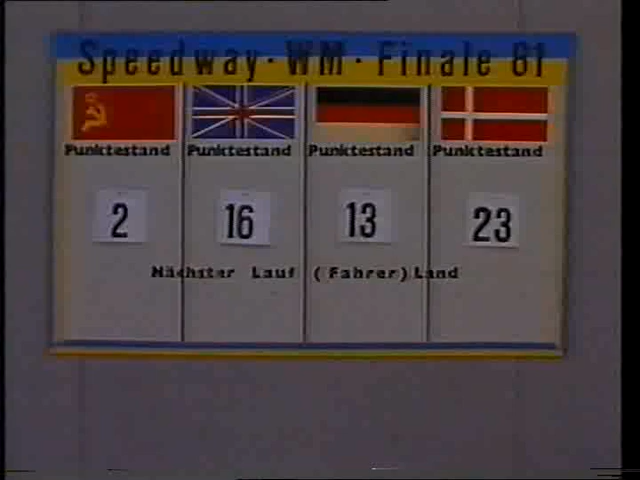 Speedway · WM · Finale 81
Punktestand Punktestand Punktestand Punktestand
2 16 13 23
Nächster Lauf (Fahrer) Land